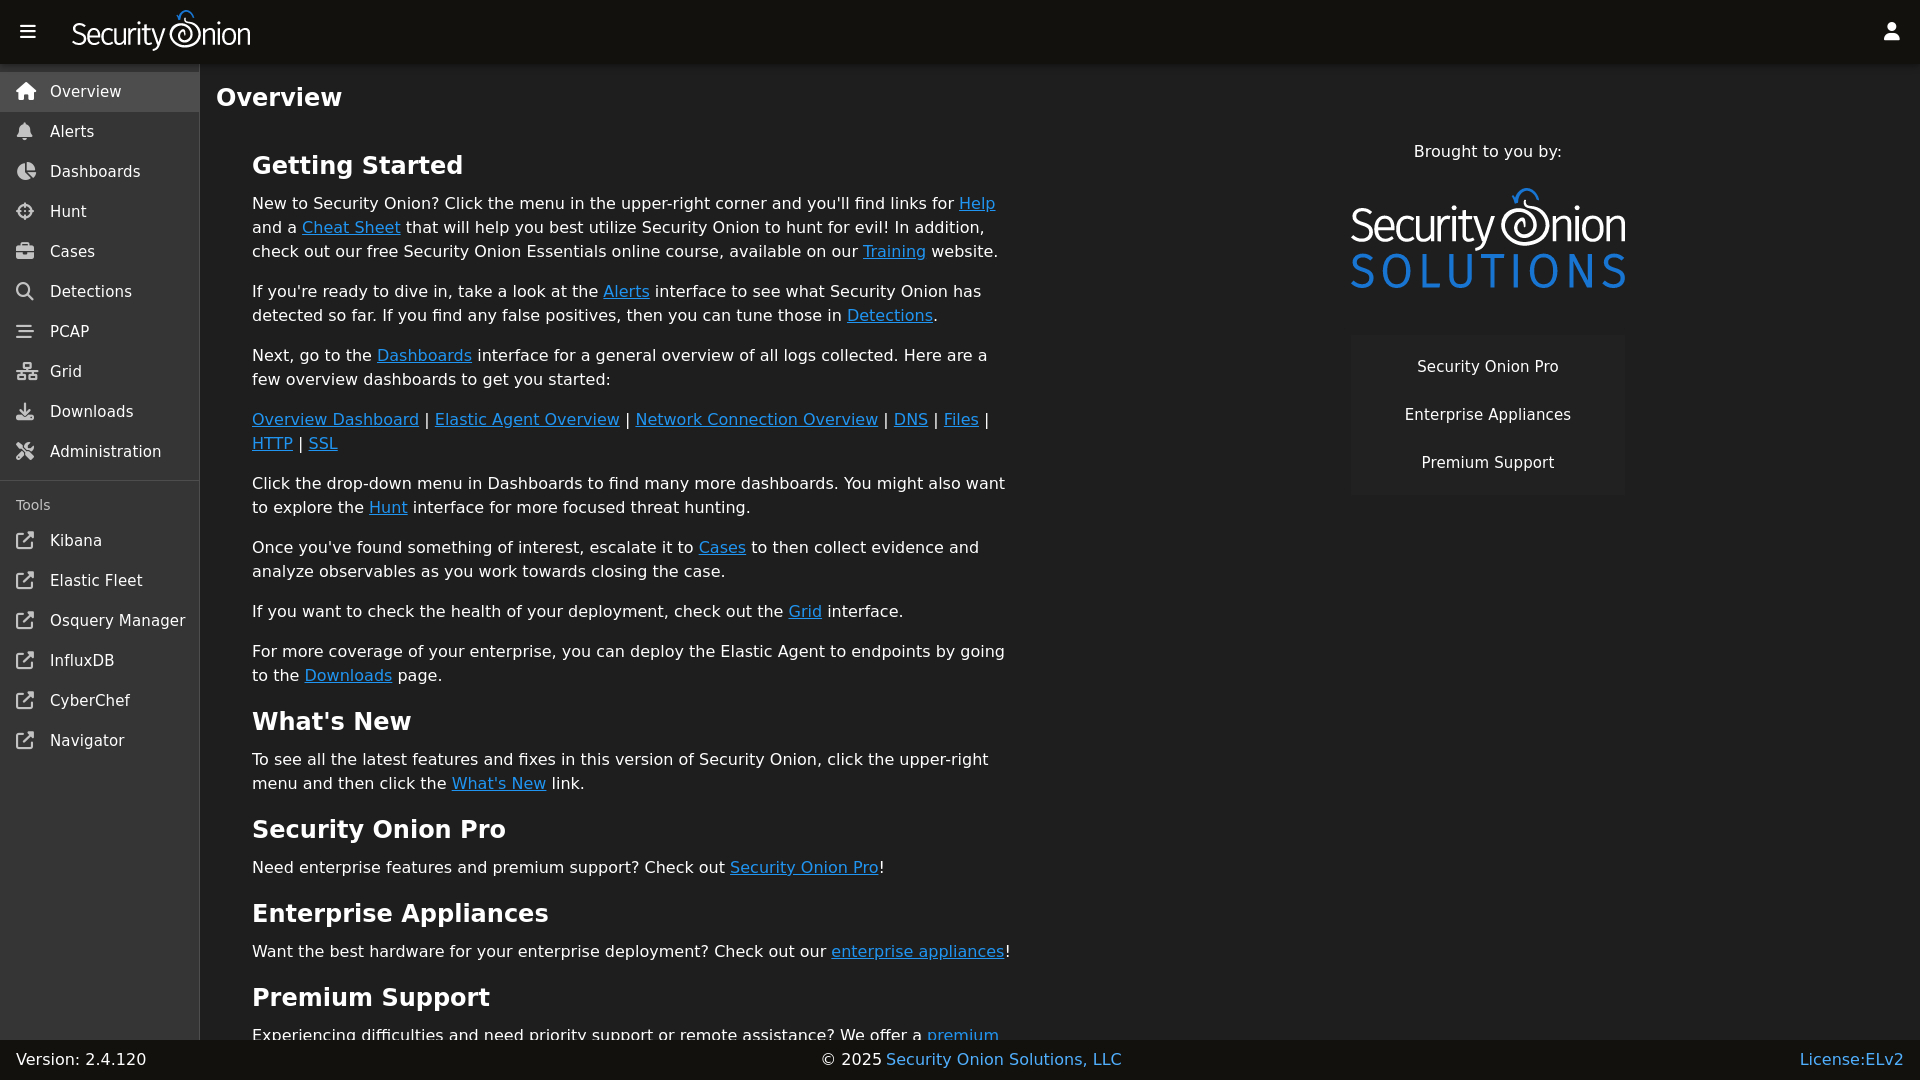 Security Onion
Overview
Alerts
Dashboards
Hunt
Cases
Detections
PCAP
Grid
Downloads
Administration
Tools
Kibana
Elastic Fleet
Osquery Manager
InfluxDB
CyberChef
Navigator
Overview
Getting Started
New to Security Onion? Click the menu in the upper-right corner and you'll find links for Help
and a Cheat Sheet that will help you best utilize Security Onion to hunt for evil! In addition,
check out our free Security Onion Essentials online course, available on our Training website.
If you're ready to dive in, take a look at the Alerts interface to see what Security Onion has
detected so far. If you find any false positives, then you can tune those in Detections.
Next, go to the Dashboards interface for a general overview of all logs collected. Here are a
few overview dashboards to get you started:
Overview Dashboard | Elastic Agent Overview | Network Connection Overview | DNS | Files |
HTTP | SSL
Click the drop-down menu in Dashboards to find many more dashboards. You might also want
to explore the Hunt interface for more focused threat hunting.
Once you've found something of interest, escalate it to Cases to then collect evidence and
analyze observables as you work towards closing the case.
If you want to check the health of your deployment, check out the Grid interface.
For more coverage of your enterprise, you can deploy the Elastic Agent to endpoints by going
to the Downloads page.
What's New
To see all the latest features and fixes in this version of Security Onion, click the upper-right
menu and then click the What's New link.
Security Onion Pro
Need enterprise features and premium support? Check out Security Onion Pro!
Enterprise Appliances
Want the best hardware for your enterprise deployment? Check out our enterprise appliances!
Premium Support
Experiencing difficulties and need priority support or remote assistance? We offer a premium
Brought to you by:
Security Onion
SOLUTIONS
Security Onion Pro
Enterprise Appliances
Premium Support
Version: 2.4.120
© 2025 Security Onion Solutions, LLC
License:ELv2